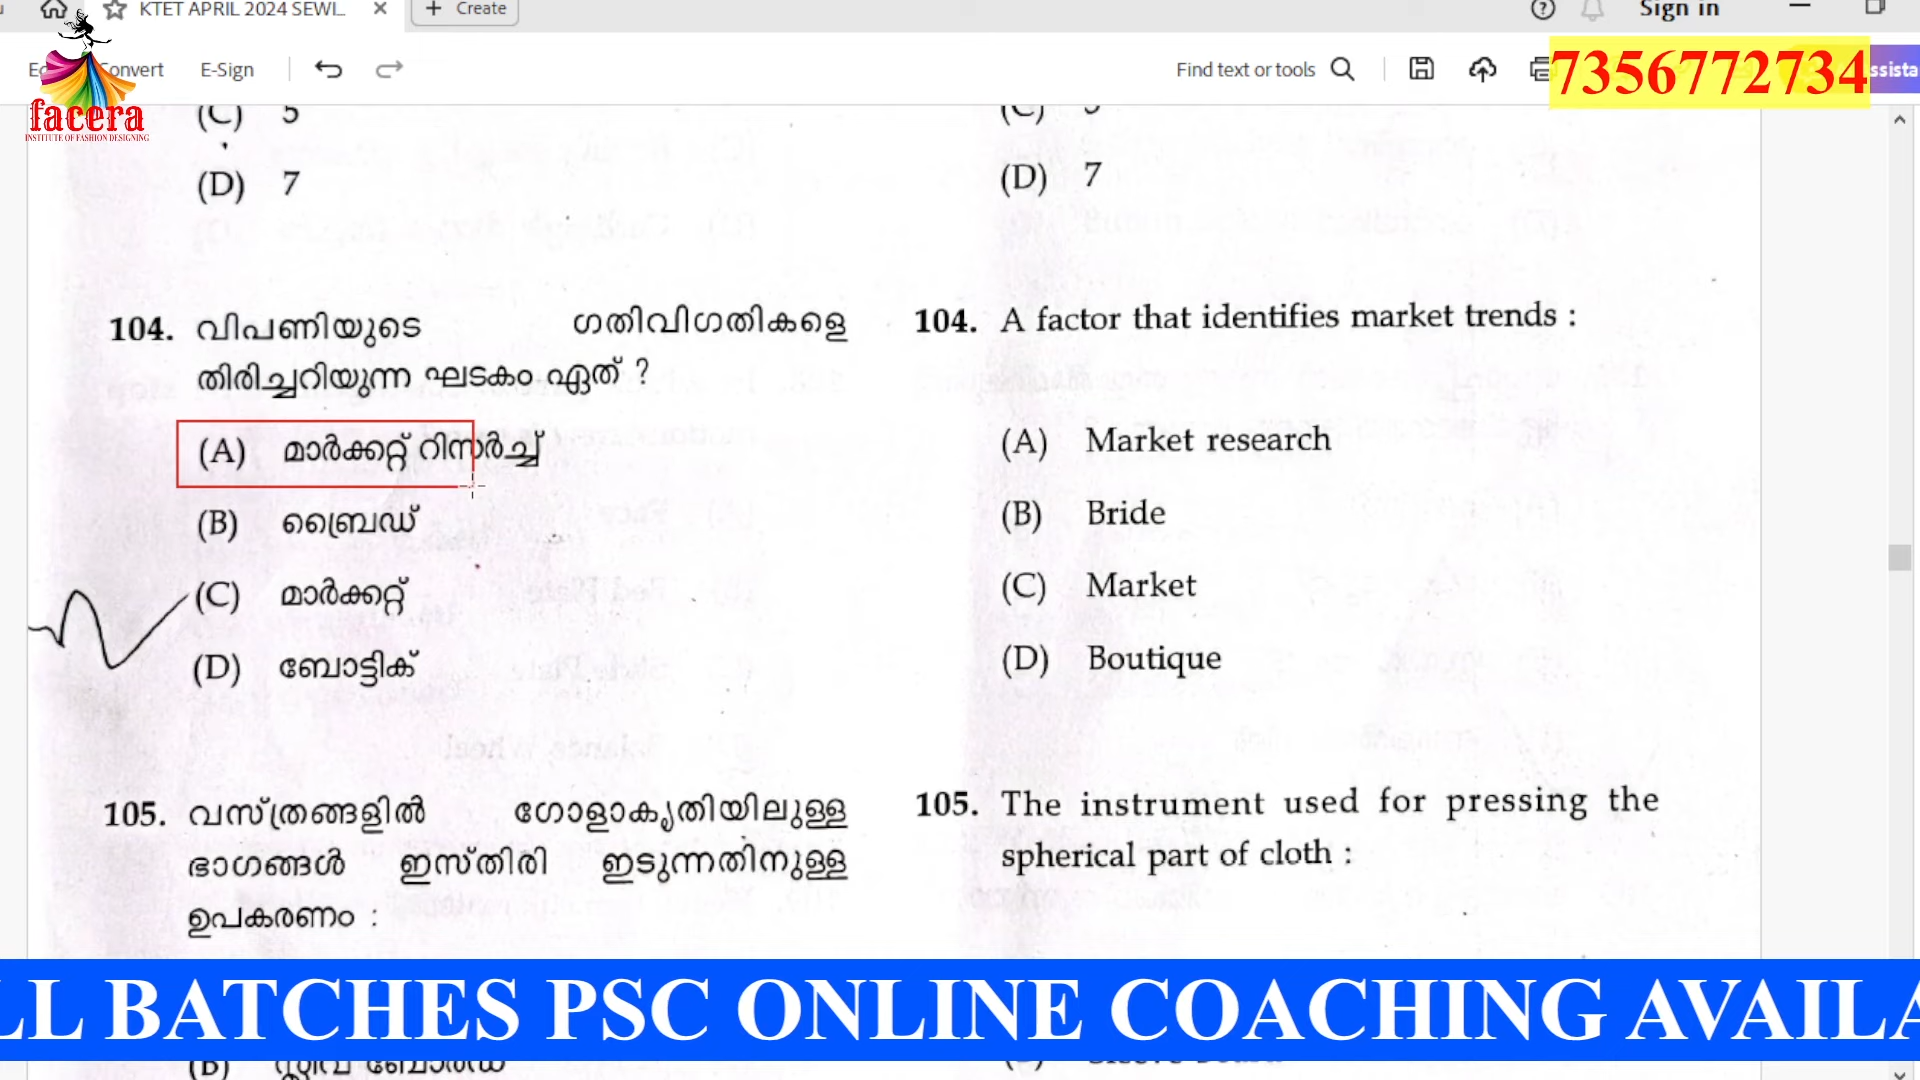 KTET APRIL 2024 SEWI...
Create
Sign in
Convert
E-Sign
Find text or tools
7356772734
facera
INSTITUTE OF FASHION DESIGNING
(C) 5
(D) 7
104. വിപണിയുടെ ഗതിവിഗതികളെ
തിരിച്ചറിയുന്ന ഘടകം ഏത് ?
(A) മാർക്കറ്റ് റിസർച്ച്
(B) ബ്രൈഡ്
(C) മാർക്കറ്റ്
(D) ബോട്ടിക്
105. വസ്ത്രങ്ങളിൽ ഗോളാകൃതിയിലുള്ള
ഭാഗങ്ങൾ ഇസ്തിരി ഇടുന്നതിനുള്ള
ഉപകരണം :
(D) 7
104. A factor that identifies market trends :
(A) Market research
(B) Bride
(C) Market
(D) Boutique
105. The instrument used for pressing the
spherical part of cloth :
LL BATCHES PSC ONLINE COACHING AVAILA